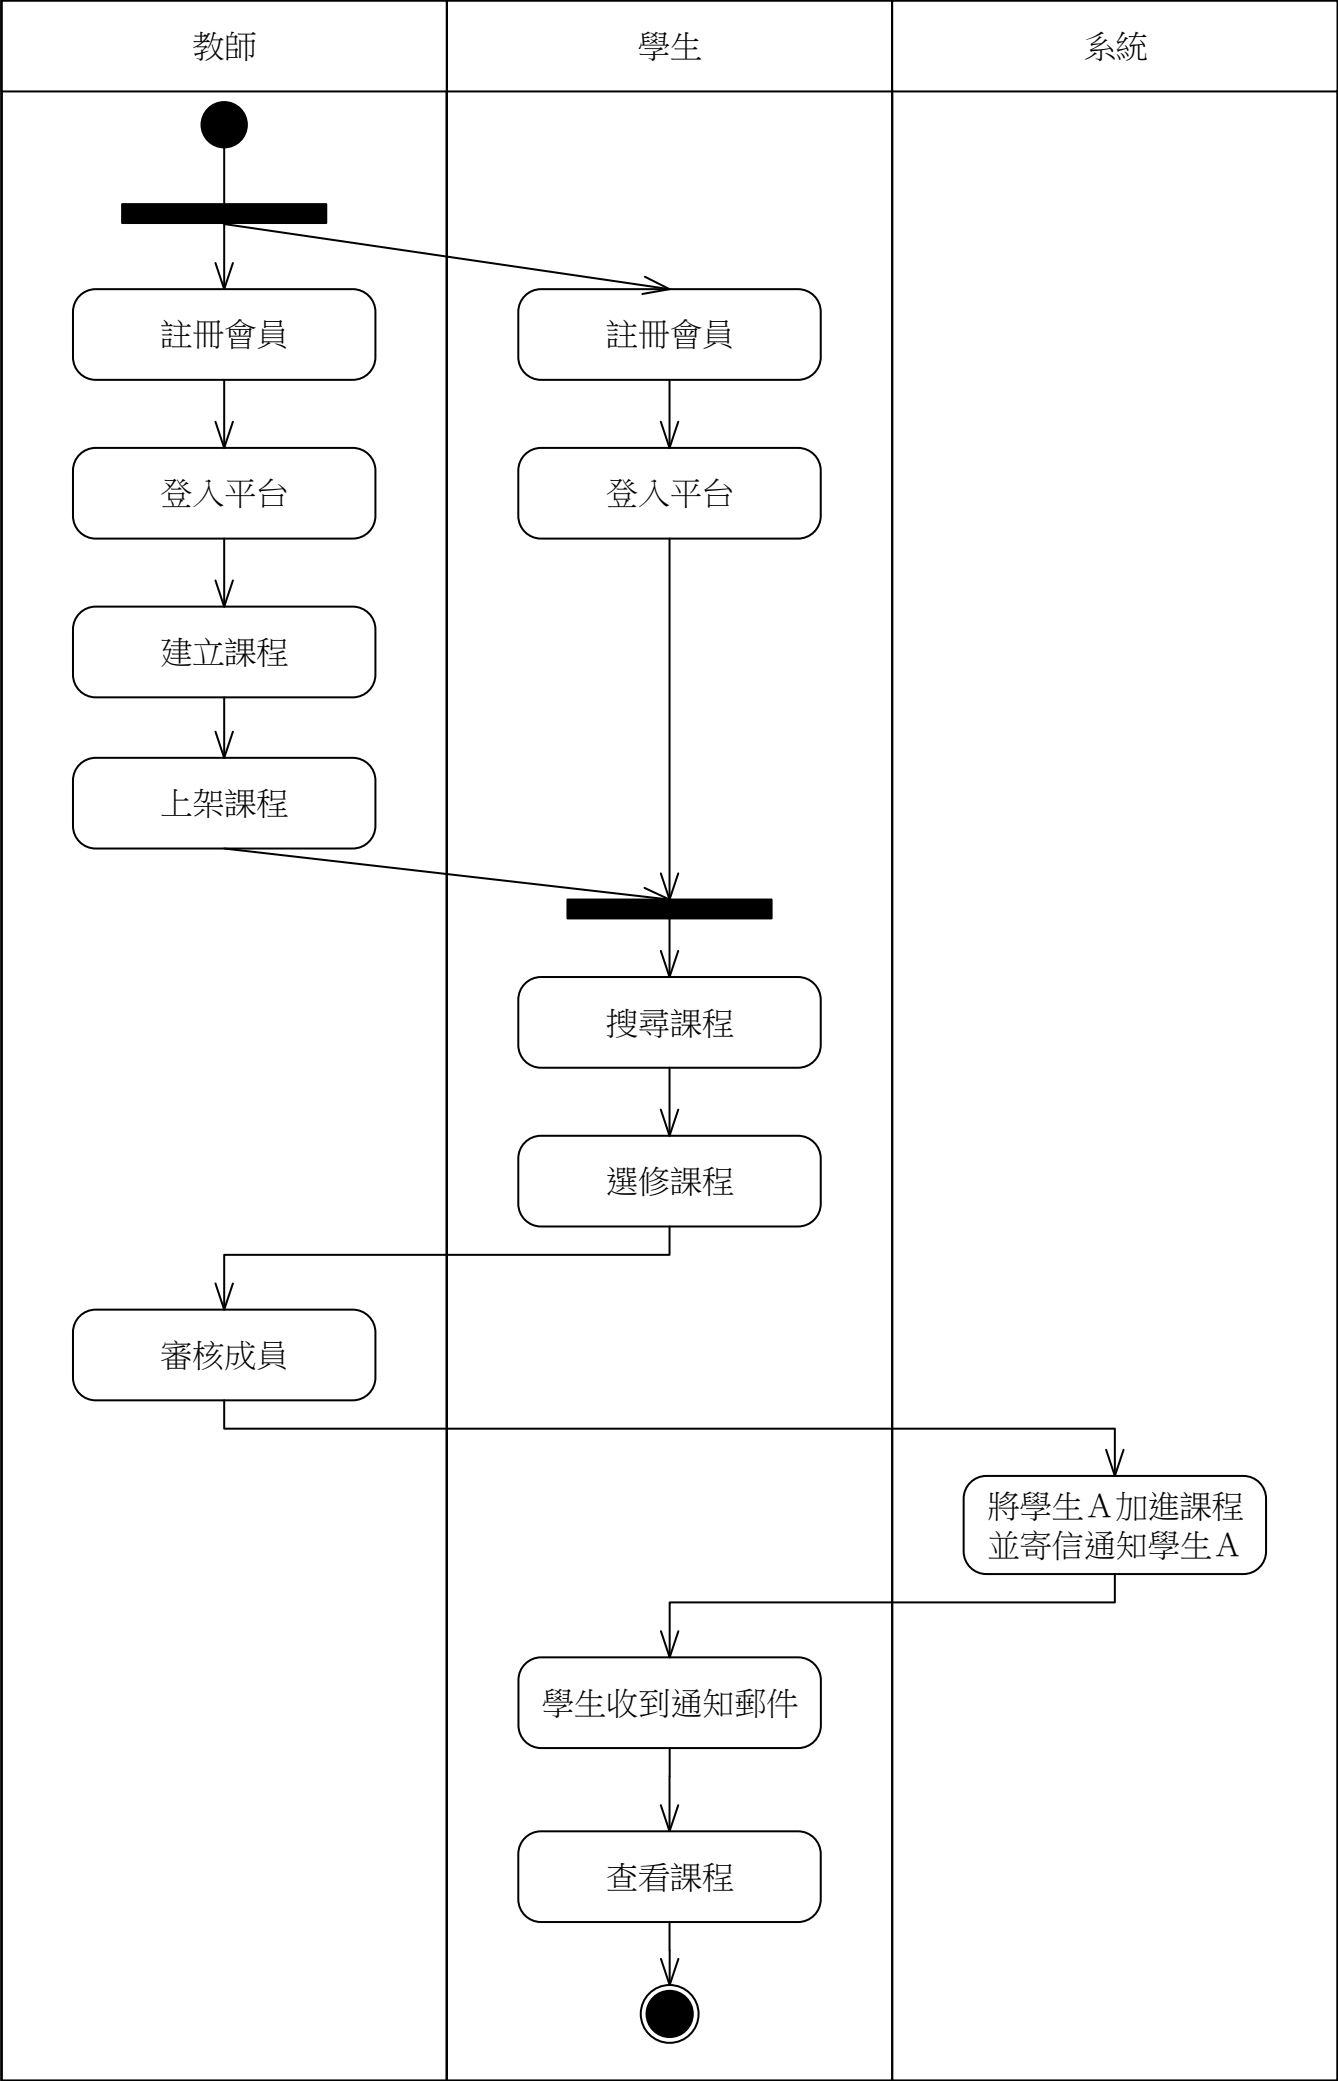 教師
學生
系統
註冊會員
註冊會員
登入平台
登入平台
建立課程
上架課程
搜尋課程
選修課程
審核成員
將學生Ａ加進課程
並寄信通知學生Ａ
學生收到通知郵件
查看課程